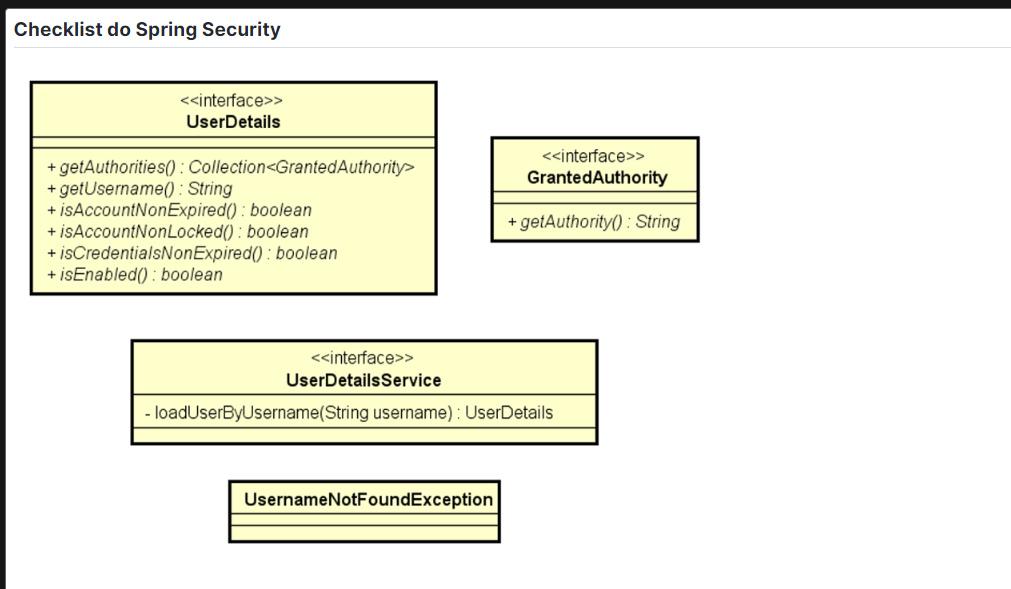 Checklist do Spring Security
<<interface>>
UserDetails
+ getAuthorities() : Collection<GrantedAuthority>
+ getUsername() : String
+ isAccountNonExpired() : boolean
+ isAccountNonLocked() : boolean
+ isCredentialsNonExpired() : boolean
+ isEnabled() : boolean
<<interface>>
GrantedAuthority
+ getAuthority() : String
<<interface>>
UserDetailsService
- loadUserByUsername(String username) : UserDetails
UsernameNotFoundException